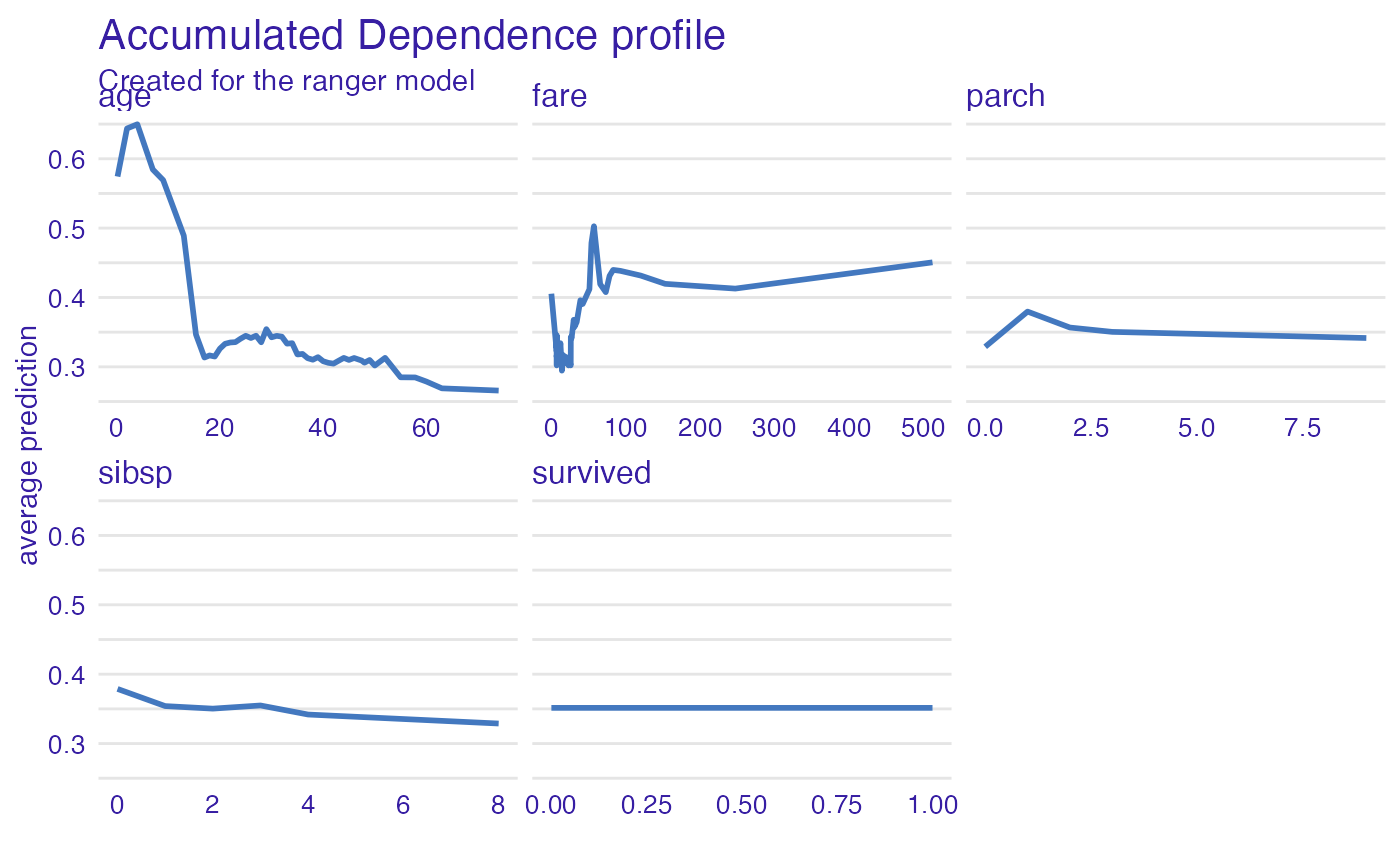 Accumulated Dependence profile
Created for the ranger model
age
fare
parch
0.6
0.5
0.4
0.3
0 20 40 60
0 100 200 300 400 500
0.0 2.5 5.0 7.5
average prediction
sibsp
survived
0.6
0.5
0.4
0.3
0 2 4 6 8
0.00 0.25 0.50 0.75 1.00